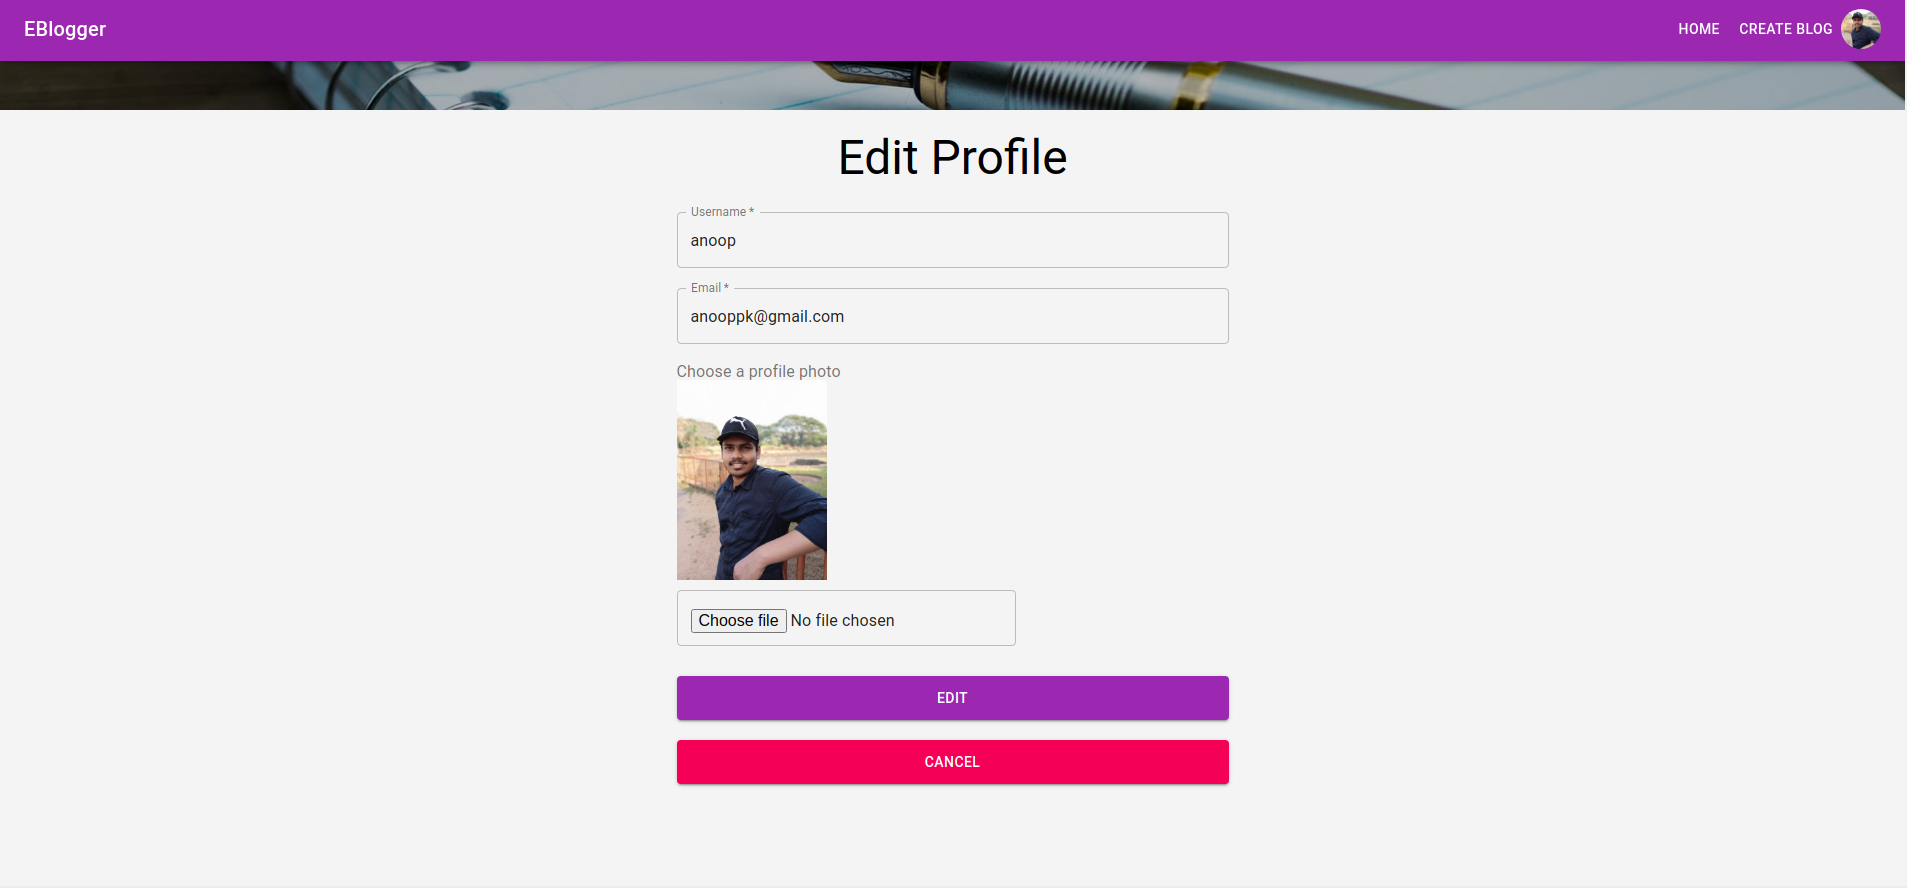 EBlogger
HOME CREATE BLOG
Edit Profile
Username *
anoop
Email *
anooppk@gmail.com
Choose a profile photo
Choose file No file chosen
EDIT
CANCEL